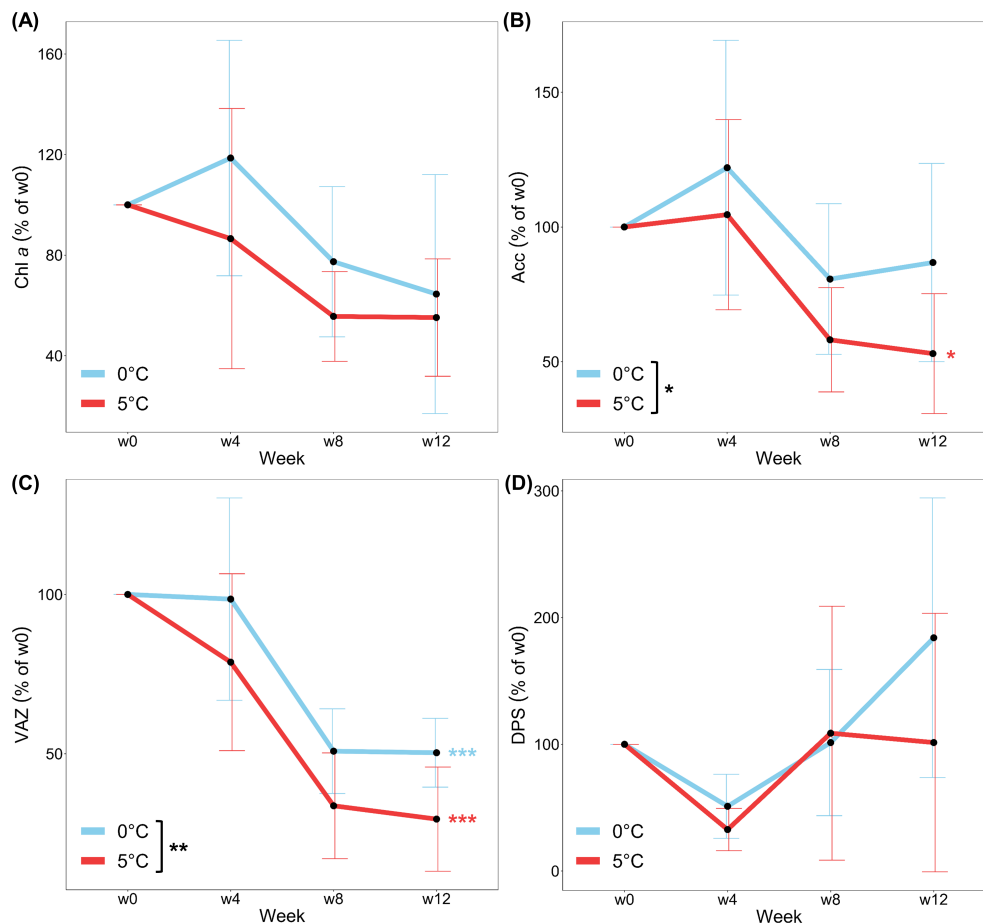 (A)
160
120
80
40
Chl a (% of w0)
0°C
5°C
w0 w4 w8 w12
Week
(B)
150
100
50
Acc (% of w0)
*
0°C
5°C
*
w0 w4 w8 w12
Week
(C)
100
50
VAZ (% of w0)
***
***
0°C
5°C
**
w0 w4 w8 w12
Week
(D)
300
200
100
0
DPS (% of w0)
0°C
5°C
w0 w4 w8 w12
Week